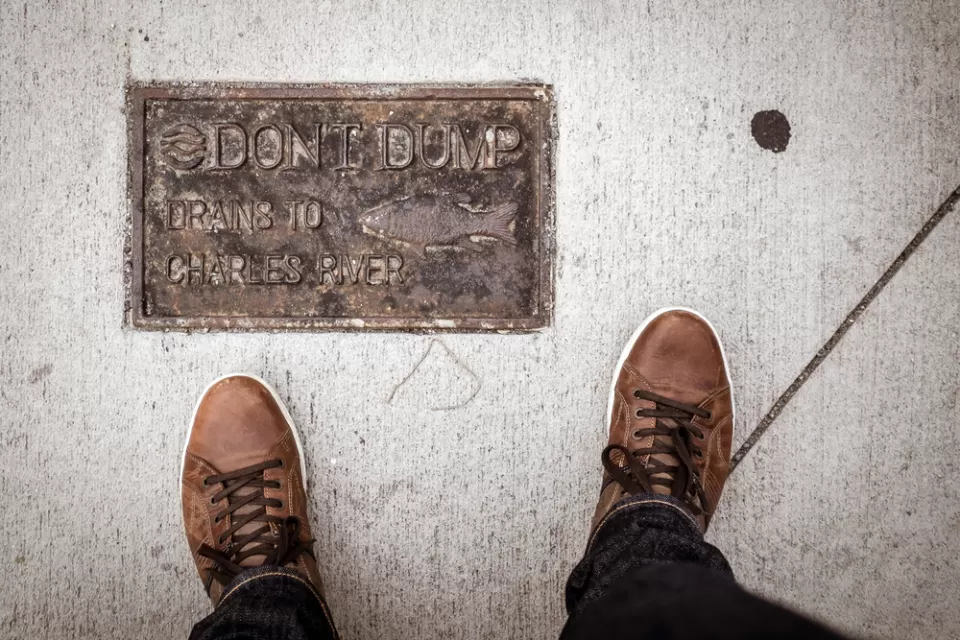 DON'T DUMP
DRAINS TO
CHARLES RIVER